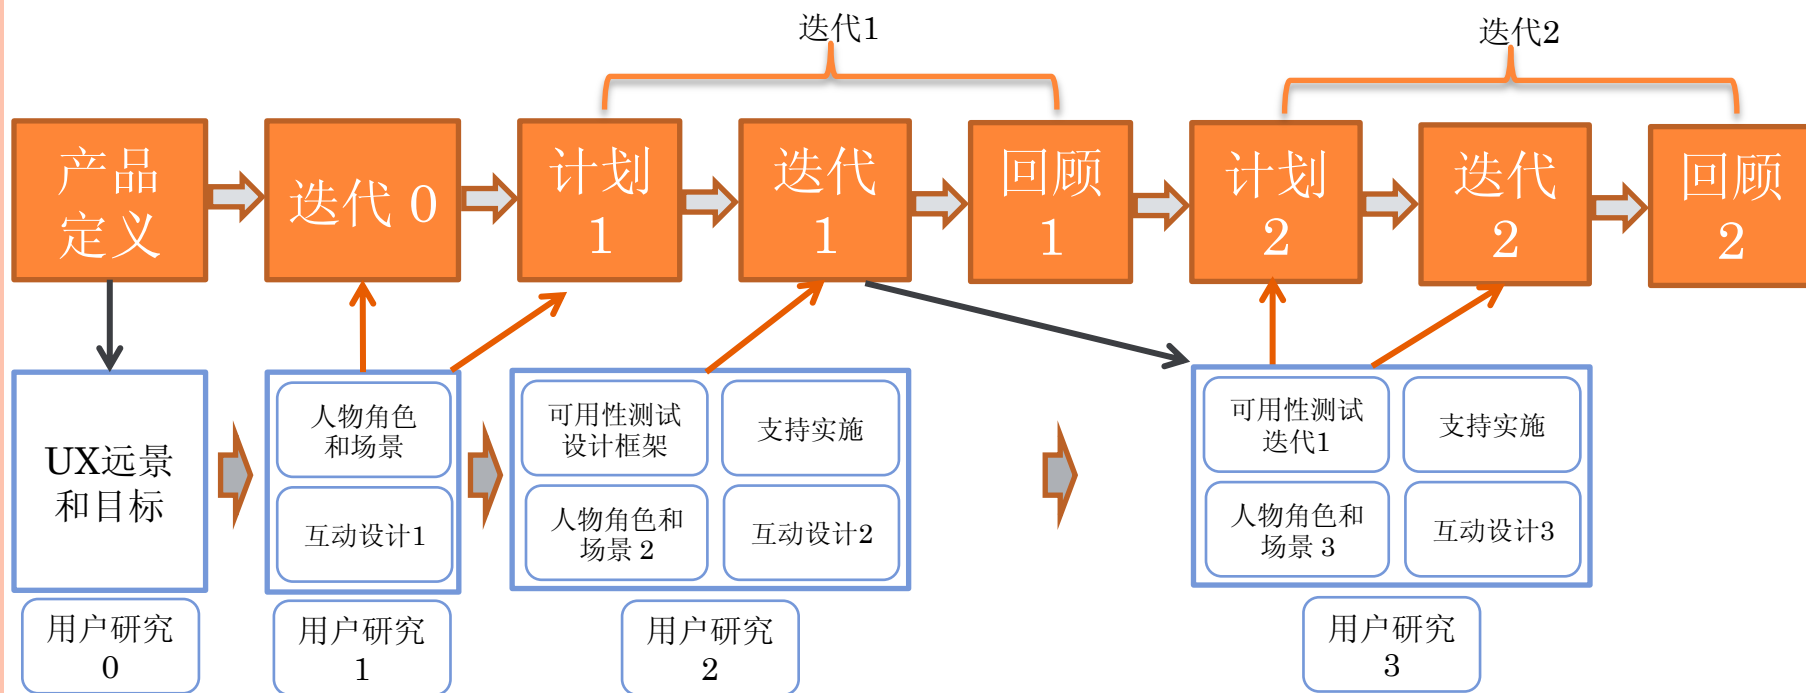 迭代1
迭代2
产品
定义
迭代 0
计划
1
迭代
1
回顾
1
计划
2
迭代
2
回顾
2
UX远景
和目标
人物角色
和场景
互动设计1
可用性测试
设计框架
支持实施
人物角色和
场景 2
互动设计2
可用性测试
迭代1
支持实施
人物角色和
场景 3
互动设计3
用户研究
0
用户研究
1
用户研究
2
用户研究
3